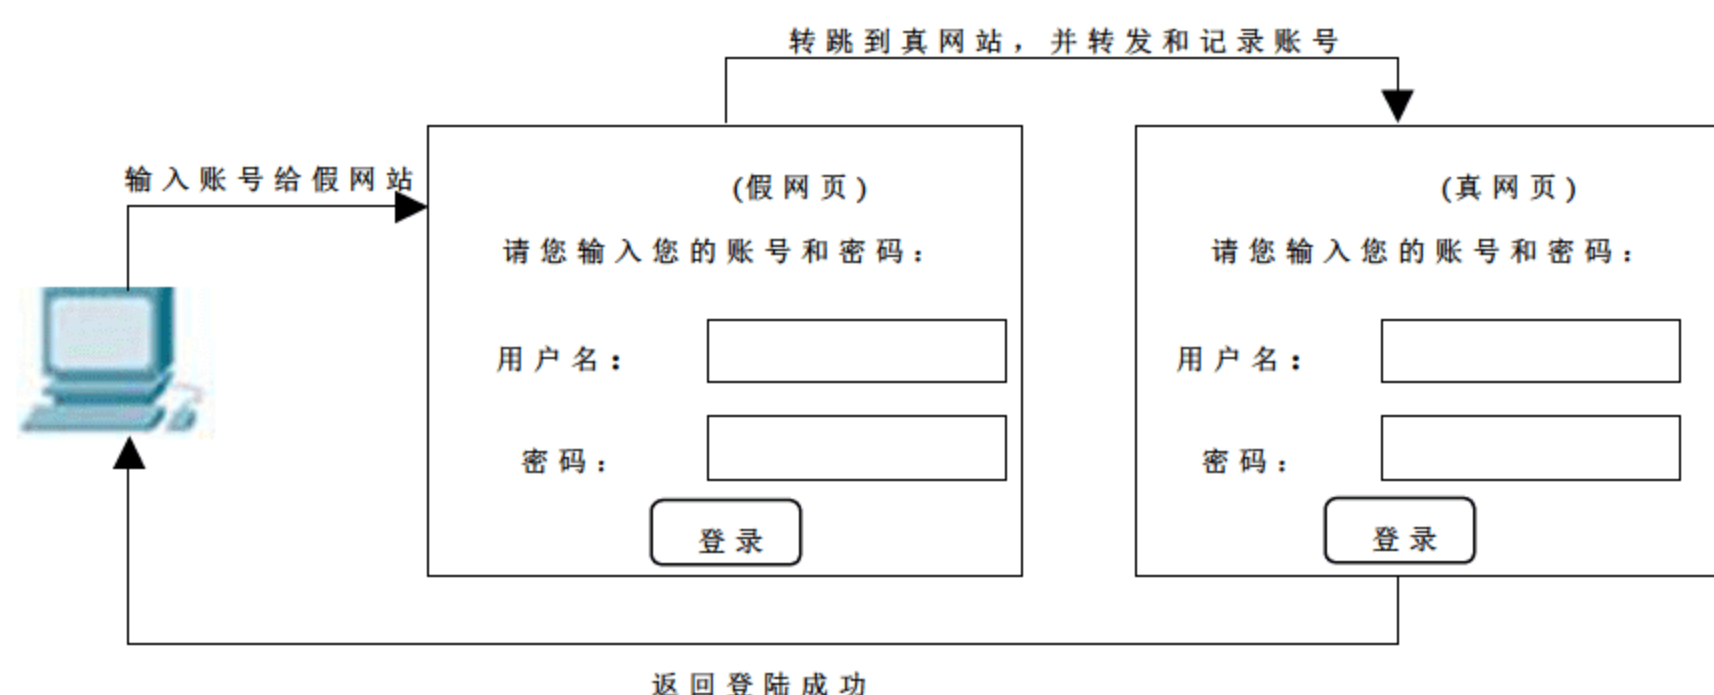 转跳到真网站，并转发和记录账号
输入账号给假网站
(假网页)
请您输入您的账号和密码：
用户名：
密码：
登录
(真网页)
请您输入您的账号和密码：
用户名：
密码：
登录
返回登陆成功